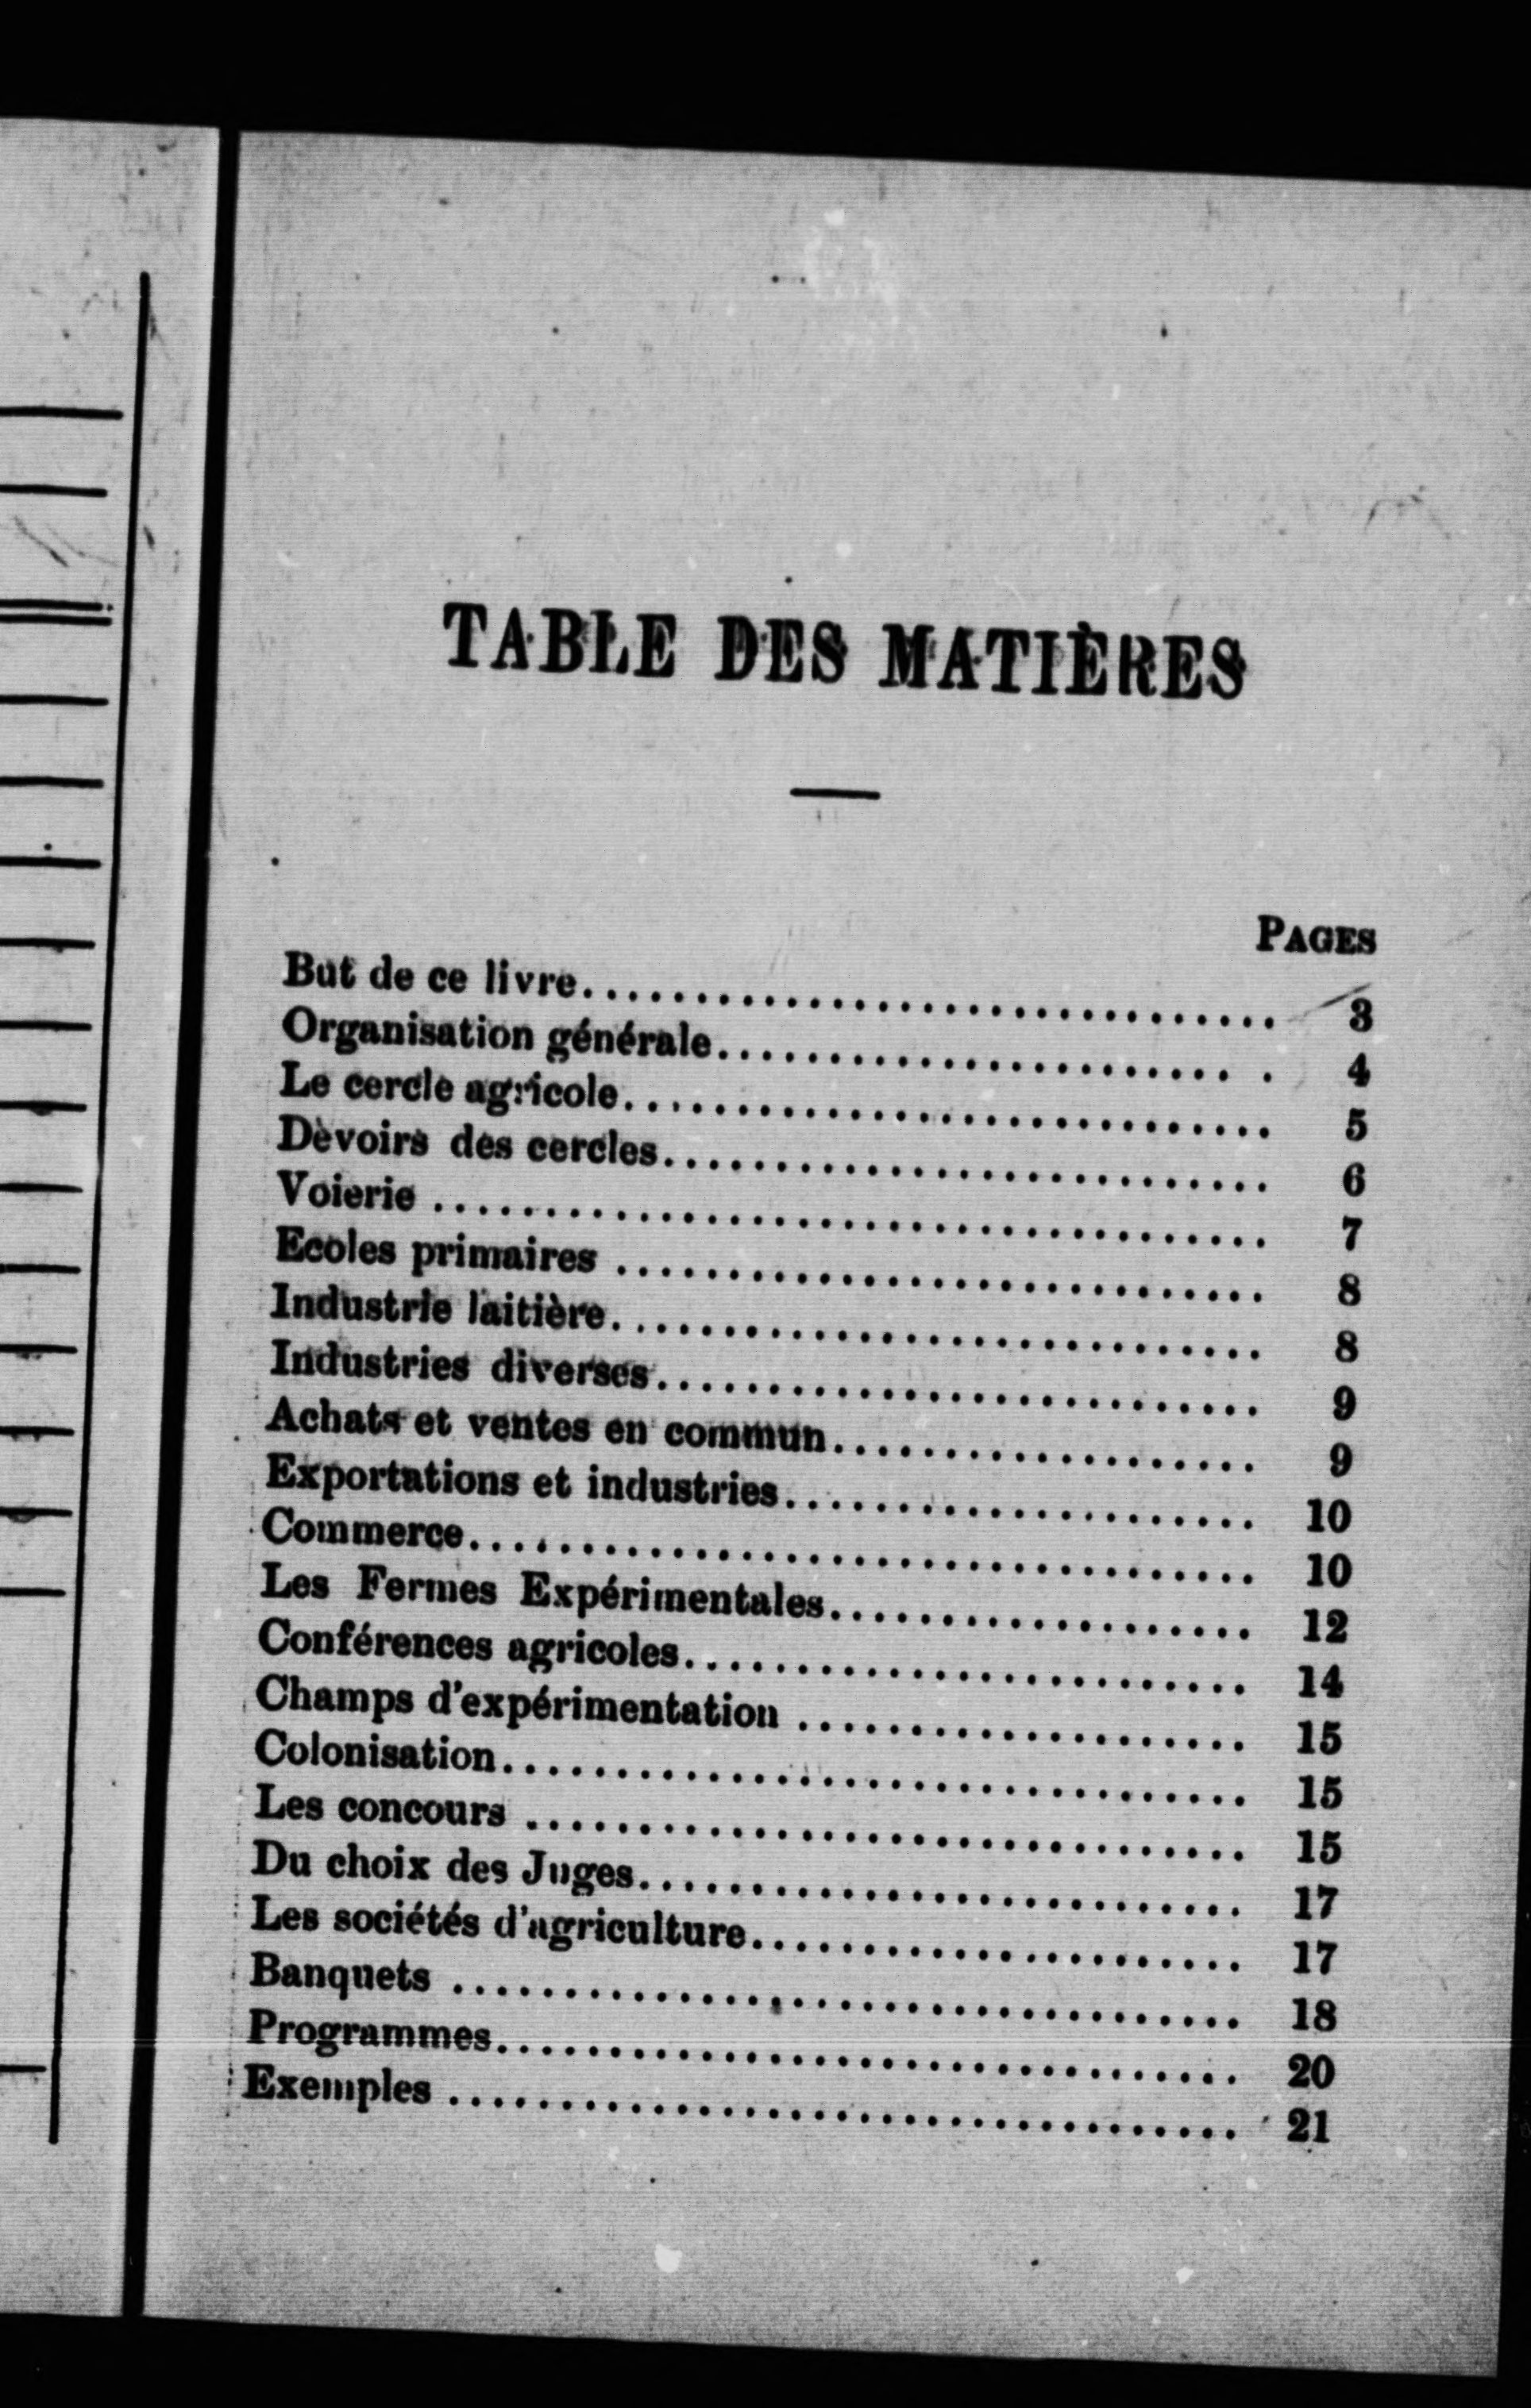 TABLE DES MATIÈRES
PAGES
But de ce livre.............................. 3
Organisation générale........................ . 4
Le cercle agricole............................. 5
Devoirs des cercles........................... 6
Voierie ..................................... 7
Ecoles primaires ............................. 8
Industrie laitière............................. 8
Industries diverses........................... 9
Achats et ventes en commun................... 9
Exportations et industries..................... 10
Commerce................................... 10
Les Fermes Expérimentales................... 12
Conférences agricoles......................... 14
Champs d'expérimentation .................... 15
Colonisation................................. 15
Les concours ................................ 15
Du choix des Juges........................... 17
Les sociétés d'agriculture...................... 17
Banquets ................................... 18
Programmes................................. 20
Exemples ................................... 21